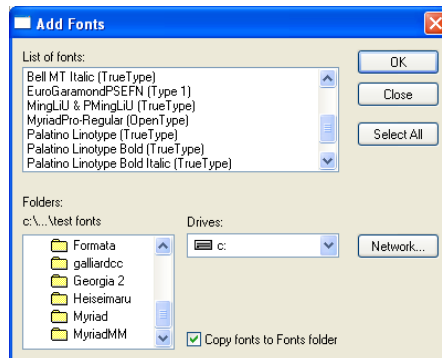 Add Fonts
List of fonts:
Bell MT Italic (TrueType)
EuroGaramondPSEFN (Type 1)
MingLiU & PMingLiU (TrueType)
MyriadPro-Regular (OpenType)
Palatino Linotype (TrueType)
Palatino Linotype Bold (TrueType)
Palatino Linotype Bold Italic (TrueType)
OK
Close
Select All
Folders:
c:\...\test fonts
Formata
galliardcc
Georgia 2
Heiseimaru
Myriad
MyriadMM
Drives:
c:
Network...
Copy fonts to Fonts folder